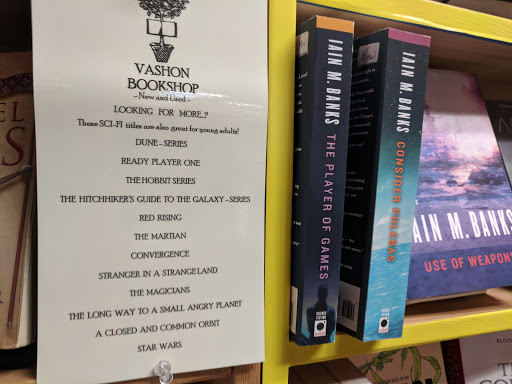 VASHON
BOOKSHOP
- New and Used -
LOOKING FOR MORE..?
These SCI-FI titles are also great for young adults!
DUNE - SERIES
READY PLAYER ONE
THE HOBBIT SERIES
THE HITCHHIKER'S GUIDE TO THE GALAXY - SERIES
RED RISING
THE MARTIAN
CONVERGENCE
STRANGER IN A STRANGE LAND
THE MAGICIANS
THE LONG WAY TO A SMALL ANGRY PLANET
A CLOSED AND COMMON ORBIT
STAR WARS
IAIN M. BANKS THE PLAYER OF GAMES
IAIN M. BANKS CONSIDER PHLEBAS
IAIN M. BANKS
USE OF WEAPONS